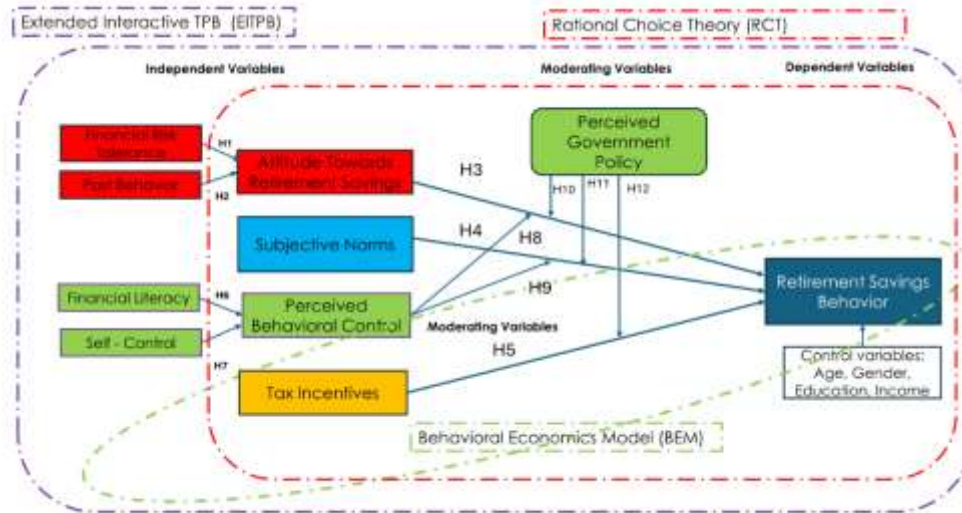 Extended Interactive TPB (EITPB)
Rational Choice Theory (RCT)
Independent Variables
Moderating Variables
Dependent Variables
Financial Risk
Tolerance
H1
Past Behavior
H2
Attitude Towards
Retirement Savings
H3
Perceived
Government
Policy
H10
H11
H12
Subjective Norms
H4
H8
H9
Financial Literacy
H6
Self - Control
H7
Perceived
Behavioral Control
Moderating Variables
H5
Tax Incentives
Retirement Savings
Behavior
Control variables:
Age, Gender,
Education, Income
Behavioral Economics Model (BEM)